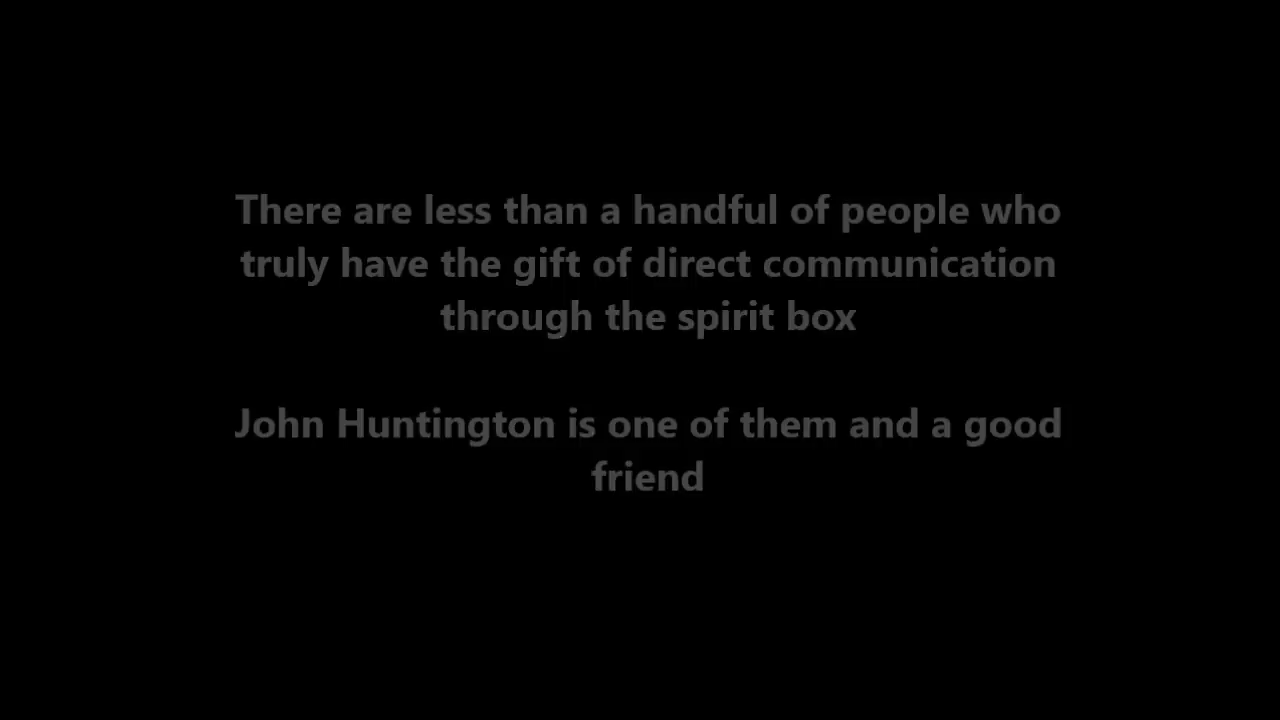 There are less than a handful of people who
truly have the gift of direct communication
through the spirit box
John Huntington is one of them and a good
friend